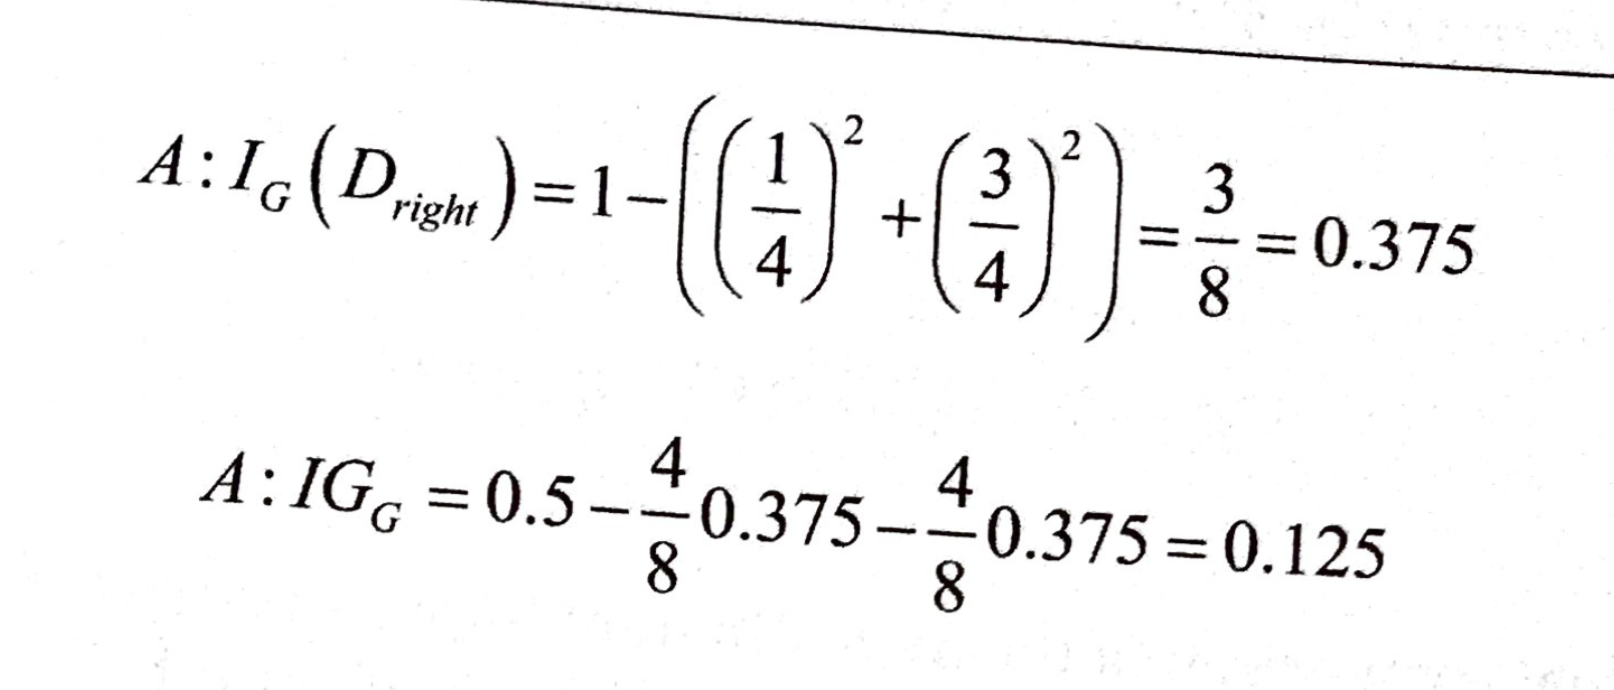 A: I_G(D_right) = 1 − ((1/4)² + (3/4)²) = 3/8 = 0.375
A: IG_G = 0.5 − 4/8 0.375 − 4/8 0.375 = 0.125